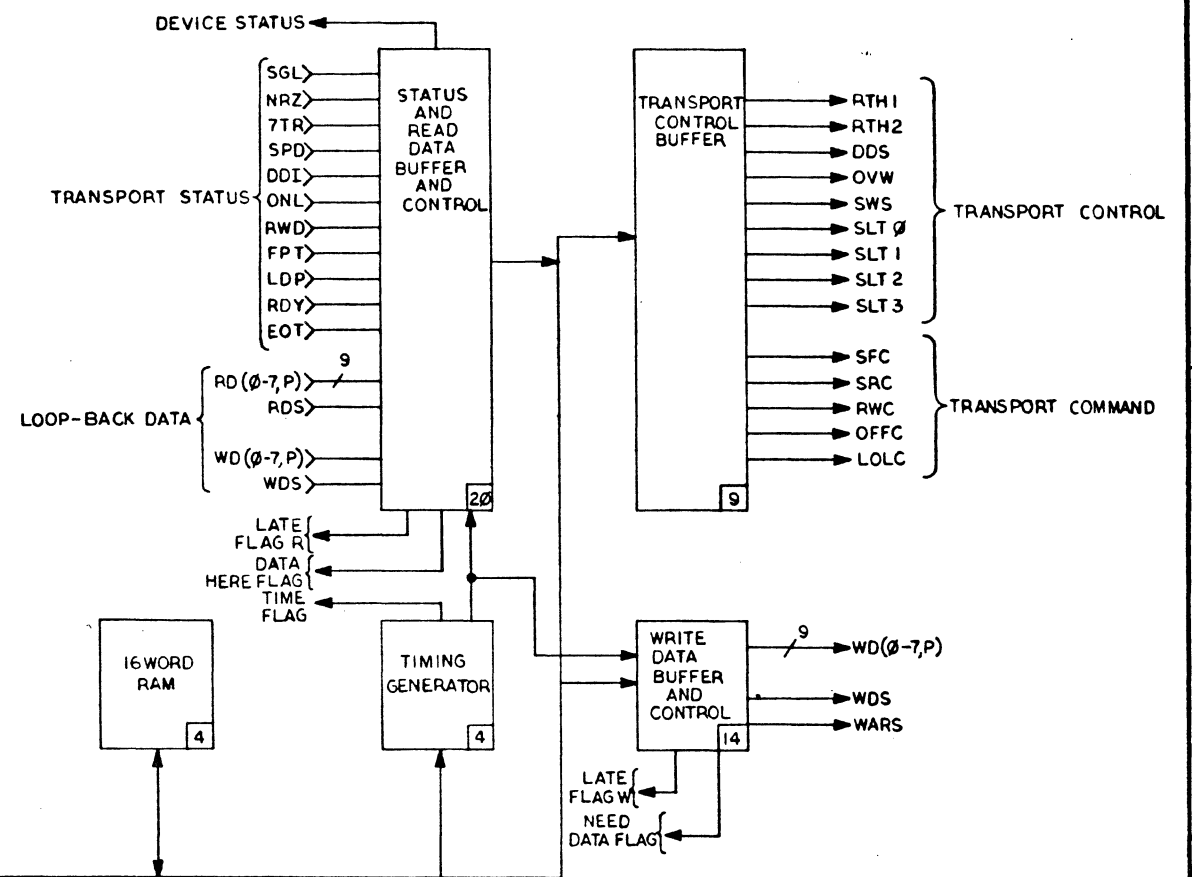 DEVICE STATUS
SGL
NRZ
7TR
SPD
DDI
ONL
RWD
FPT
LDP
RDY
EOT
TRANSPORT STATUS
9
RD(Ø-7,P)
RDS
WD(Ø-7,P)
WDS
LOOP-BACK DATA
STATUS
AND
READ
DATA
BUFFER
AND
CONTROL
2Ø
LATE
FLAG R
DATA
HERE FLAG
TIME
FLAG
TRANSPORT
CONTROL
BUFFER
9
RTH1
RTH2
DDS
OVW
SWS
SLT Ø
SLT 1
SLT 2
SLT 3
TRANSPORT CONTROL
SFC
SRC
RWC
OFFC
LOLC
TRANSPORT COMMAND
16 WORD
RAM
4
TIMING
GENERATOR
4
WRITE
DATA
BUFFER
AND
CONTROL
14
9
WD(Ø-7,P)
WDS
WARS
LATE
FLAG W
NEED
DATA FLAG